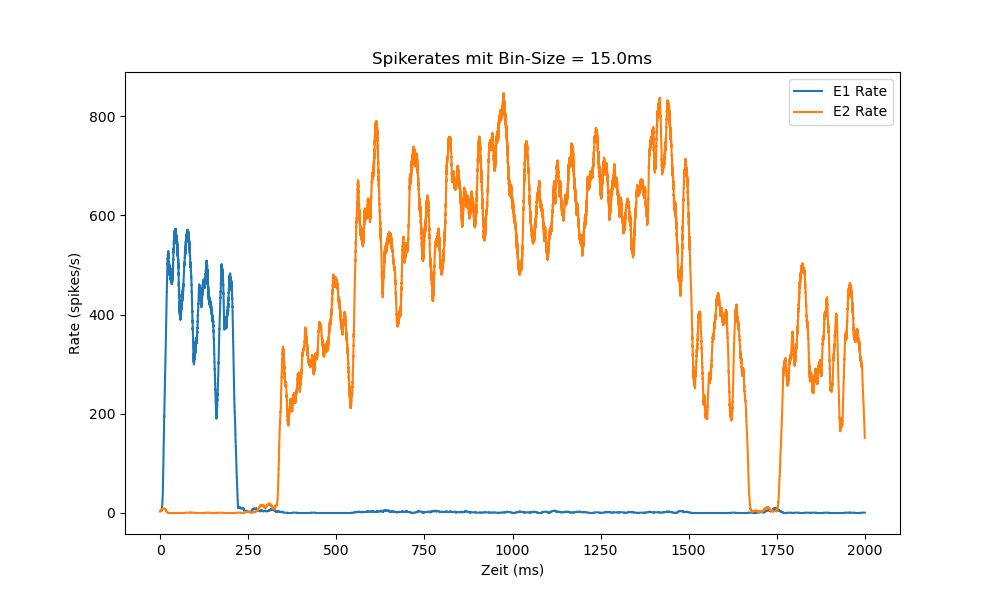 Spikerates mit Bin-Size = 15.0ms
E1 Rate
E2 Rate
Rate (spikes/s)
800
600
400
200
0
0 250 500 750 1000 1250 1500 1750 2000
Zeit (ms)